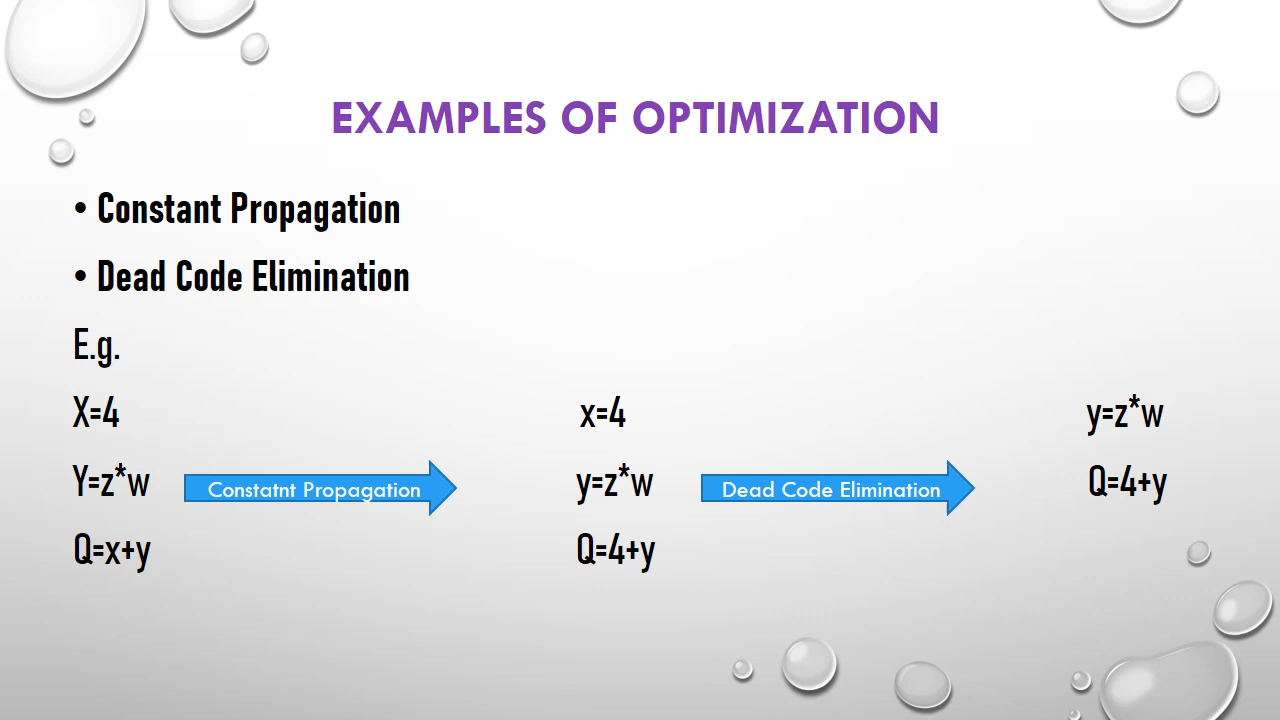 EXAMPLES OF OPTIMIZATION
• Constant Propagation
• Dead Code Elimination
E.g.
X=4 x=4 y=z*w
Y=z*w Constatnt Propagation y=z*w Dead Code Elimination Q=4+y
Q=x+y Q=4+y